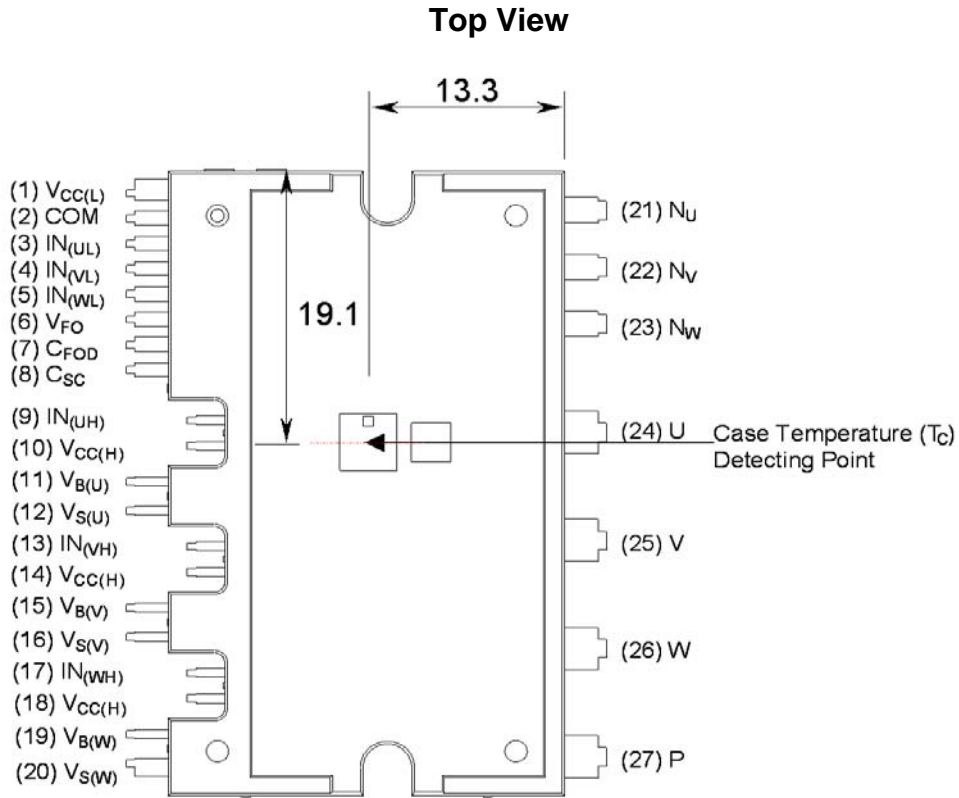 Top View
13.3
19.1
(1) VCC(L)
(2) COM
(3) IN(UL)
(4) IN(VL)
(5) IN(WL)
(6) VFO
(7) CFOD
(8) CSC
(9) IN(UH)
(10) VCC(H)
(11) VB(U)
(12) VS(U)
(13) IN(VH)
(14) VCC(H)
(15) VB(V)
(16) VS(V)
(17) IN(WH)
(18) VCC(H)
(19) VB(W)
(20) VS(W)
(21) NU
(22) NV
(23) NW
(24) U
(25) V
(26) W
(27) P
Case Temperature (TC)
Detecting Point